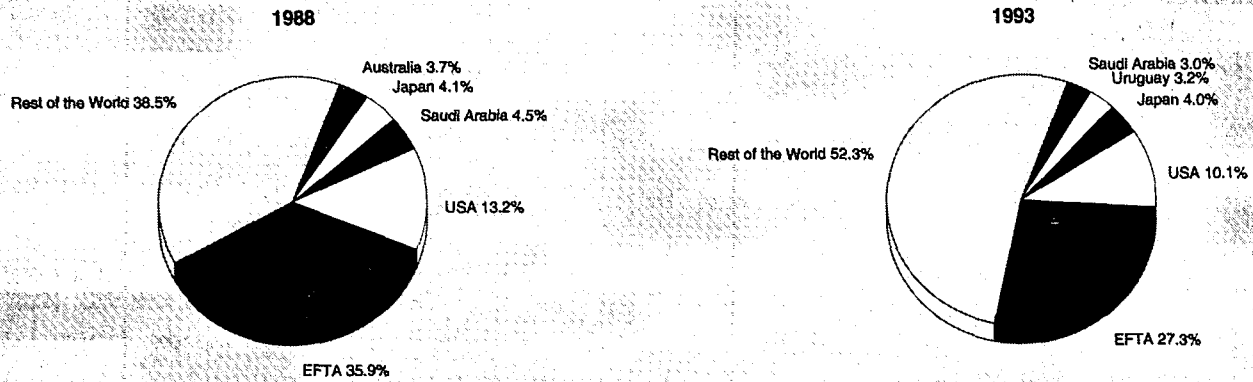 1988
Australia 3.7%
Japan 4.1%
Rest of the World 38.5%
Saudi Arabia 4.5%
USA 13.2%
EFTA 35.9%
1993
Saudi Arabia 3.0%
Uruguay 3.2%
Japan 4.0%
Rest of the World 52.3%
USA 10.1%
EFTA 27.3%